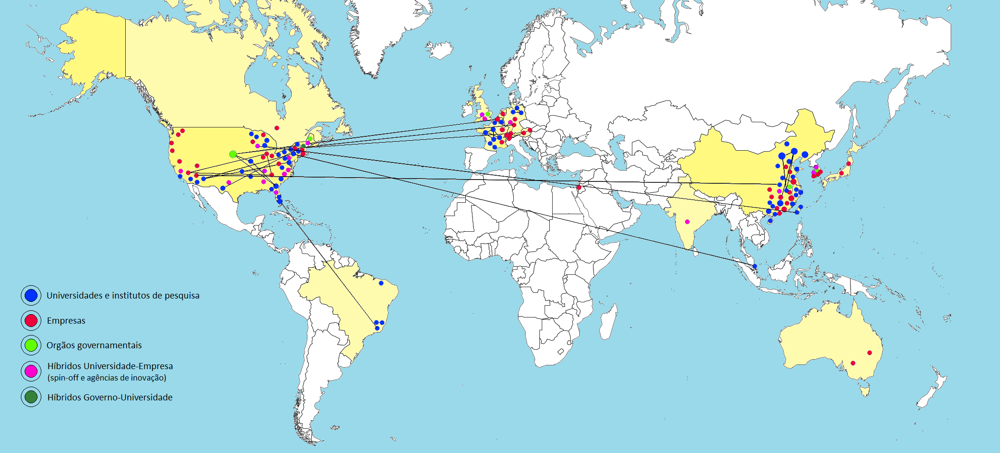 Universidades e institutos de pesquisa
Empresas
Orgãos governamentais
Híbridos Universidade-Empresa
(spin-off e agências de inovação)
Híbridos Governo-Universidade